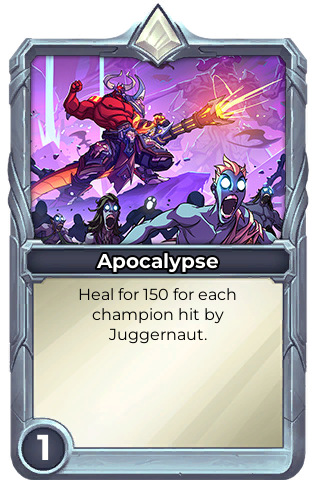 Apocalypse
Heal for 150 for each
champion hit by
Juggernaut.
1